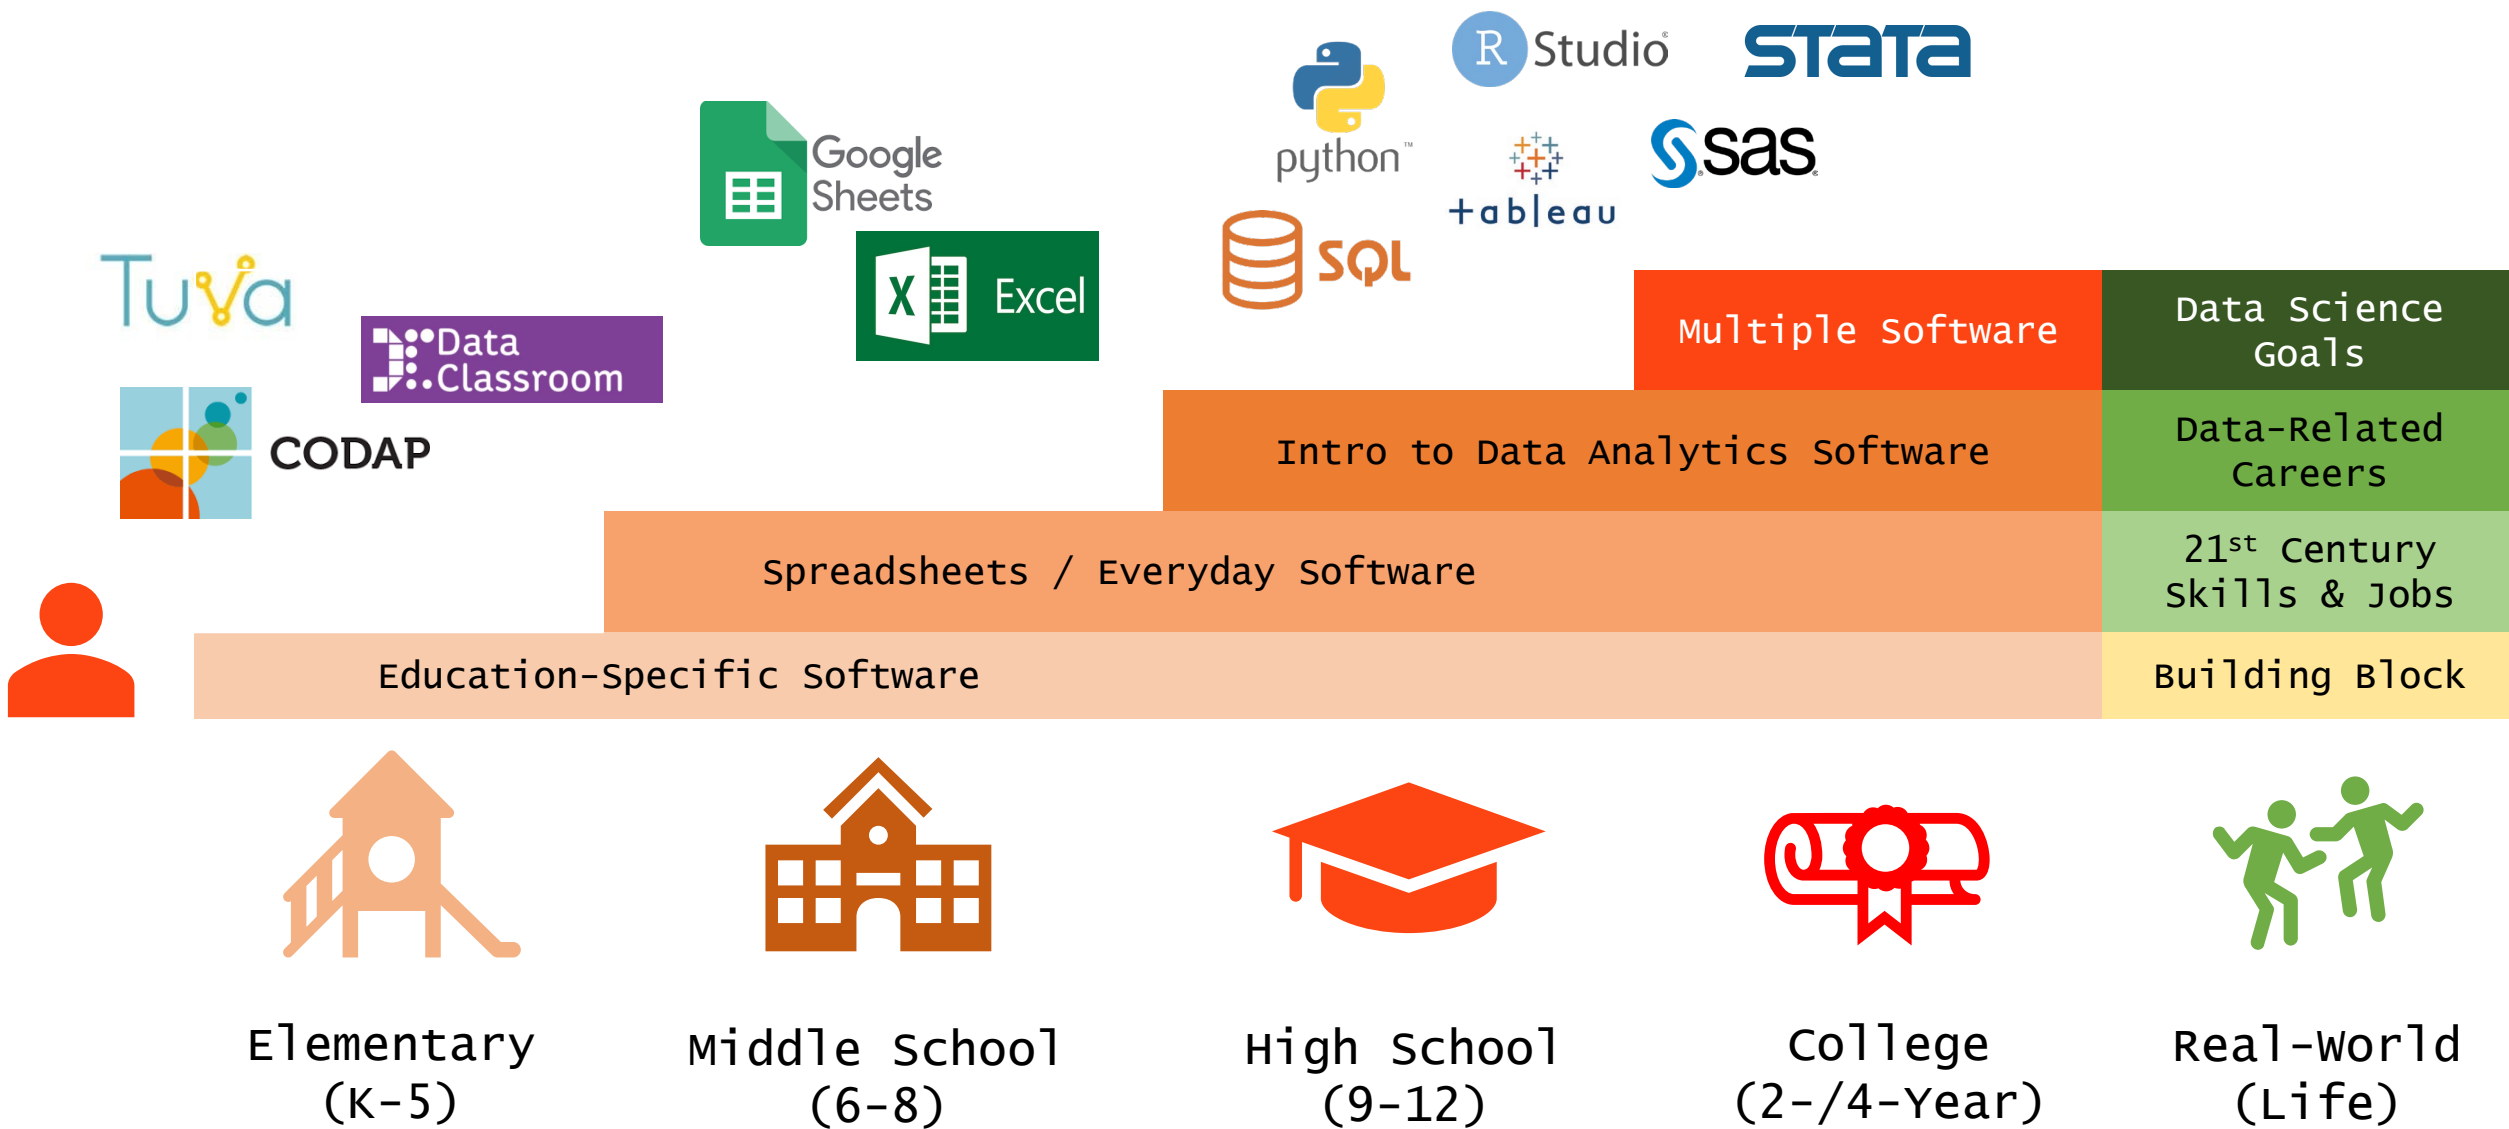 R Studio®
STATA
python™
Google
Sheets
+ableau
sas®
SQL
Tuva
X Excel
Data
Classroom
CODAP
Multiple Software
Data Science
Goals
Intro to Data Analytics Software
Data-Related
Careers
Spreadsheets / Everyday Software
21st Century
Skills & Jobs
Education-Specific Software
Building Block
Elementary
(K-5)
Middle School
(6-8)
High School
(9-12)
College
(2-/4-Year)
Real-World
(Life)